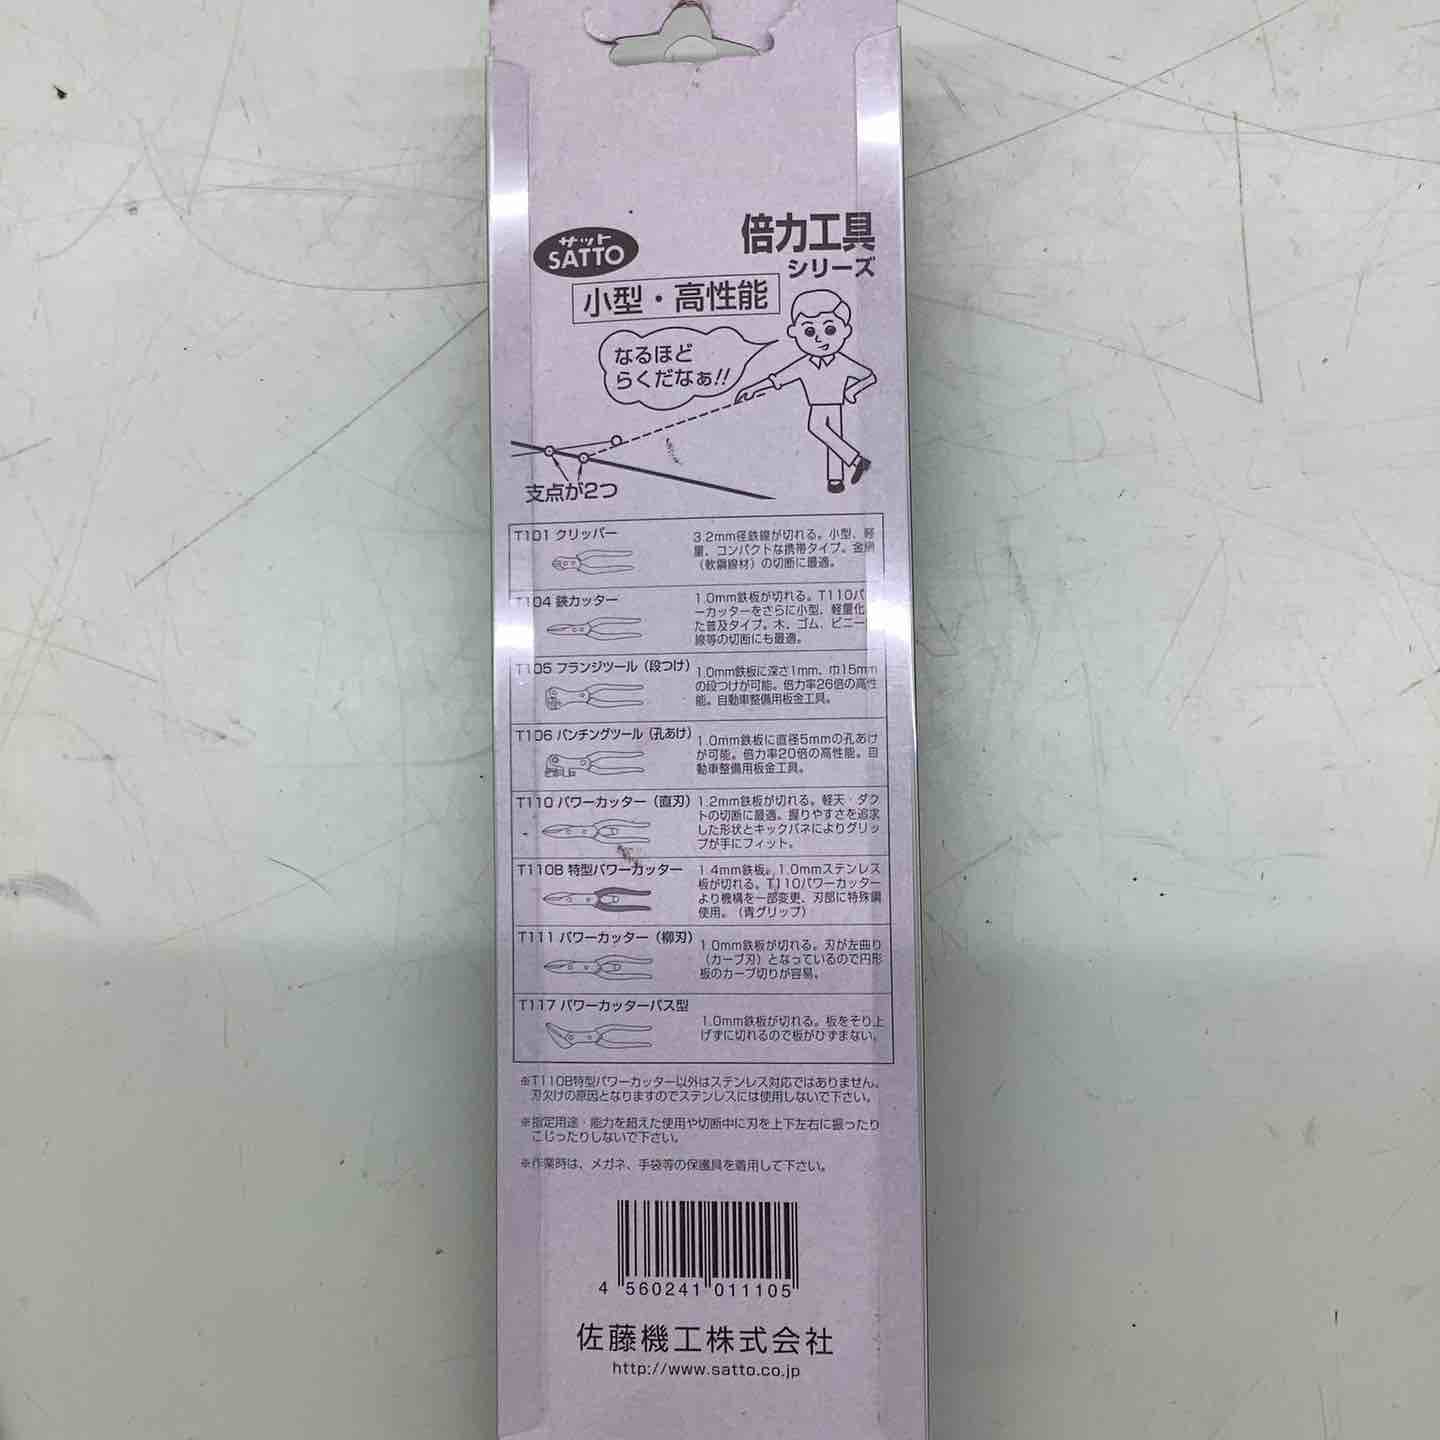 サット
SATTO
倍力工具
シリーズ
小型・高性能
なるほど
らくだなぁ!!
支点が2つ
T101 クリッパー
3.2mm径鉄線が切れる。小型、軽
量、コンパクトな携帯タイプ。金網
（軟鋼線材）の切断に最適。
T104 鋏カッター
1.0mm鉄板が切れる。T110パ
ーカッターをさらに小型、軽量化
た普及タイプ。木、ゴム、ビニー
線等の切断にも最適。
T105 フランジツール（段つけ）
1.0mm鉄板に深さ1mm、巾15mm
の段つけが可能。倍力率26倍の高性
能。自動車整備用板金工具。
T106 パンチングツール（孔あけ）
1.0mm鉄板に直径5mmの孔あけ
が可能。倍力率20倍の高性能。自
動車整備用板金工具。
T110 パワーカッター（直刃）
1.2mm鉄板が切れる。軽天・ダク
トの切断に最適。握りやすさを追求
した形状とキックバネによりグリッ
プが手にフィット。
T110B 特型パワーカッター
1.4mm鉄板。1.0mmステンレス
板が切れる。T110パワーカッター
より機構を一部変更、刃部に特殊鋼
使用。（青グリップ）
T111 パワーカッター（柳刃）
1.0mm鉄板が切れる。刃が左曲り
（カーブ刃）となっているので円形
板のカーブ切りが容易。
T117 パワーカッターバス型
1.0mm鉄板が切れる。板をそり上
げずに切れるので板がひずまない。
※T110B特型パワーカッター以外はステンレス対応ではありません。
刃欠けの原因となりますのでステンレスには使用しないで下さい。
※指定用途・能力を超えた使用や切断中に刃を上下左右に振ったり
こじったりしないで下さい。
※作業時は、メガネ、手袋等の保護具を着用して下さい。
4 560241 011105
佐藤機工株式会社
http://www.satto.co.jp